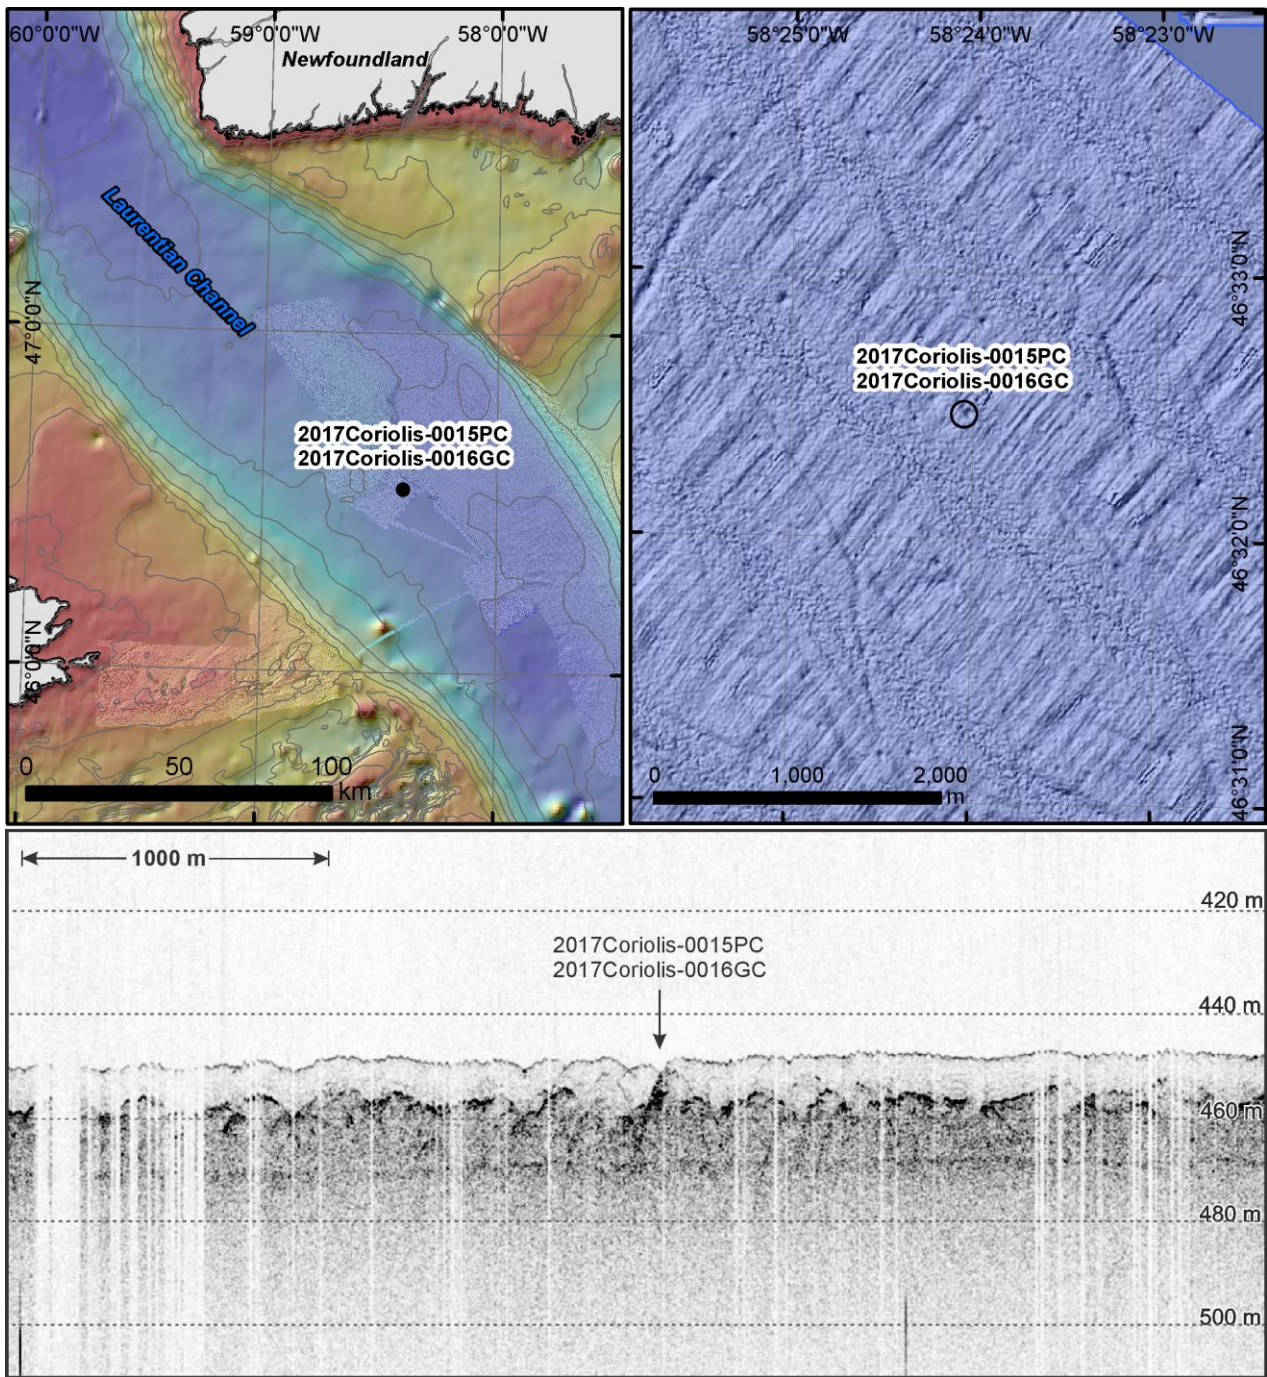 60°0'0"W
59°0'0"W
58°0'0"W
Newfoundland
Laurentian Channel
47°0'0"N
2017Coriolis-0015PC
2017Coriolis-0016GC
46°0'0"N
0 50 100
km
58°25'0"W
58°24'0"W
58°23'0"W
46°33'0"N
2017Coriolis-0015PC
2017Coriolis-0016GC
46°32'0"N
46°31'0"N
0 1,000 2,000
m
1000 m
420 m
2017Coriolis-0015PC
2017Coriolis-0016GC
440 m
460 m
480 m
500 m